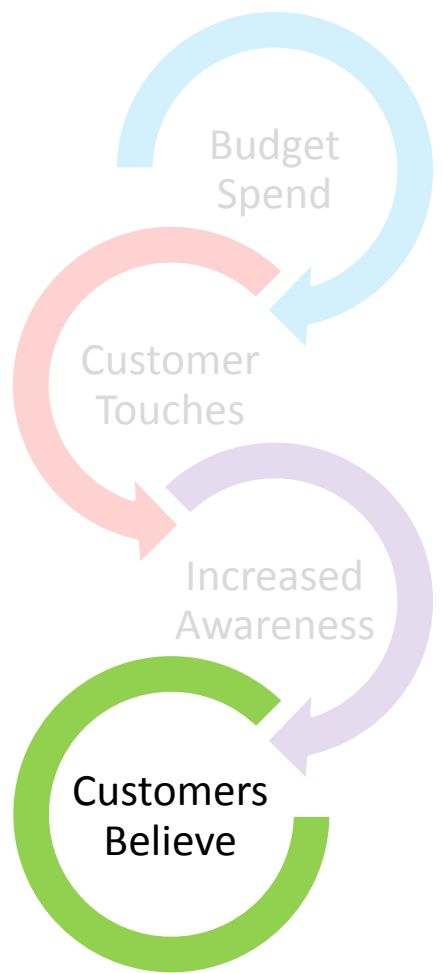 Budget
Spend
Customer
Touches
Increased
Awareness
Customers
Believe